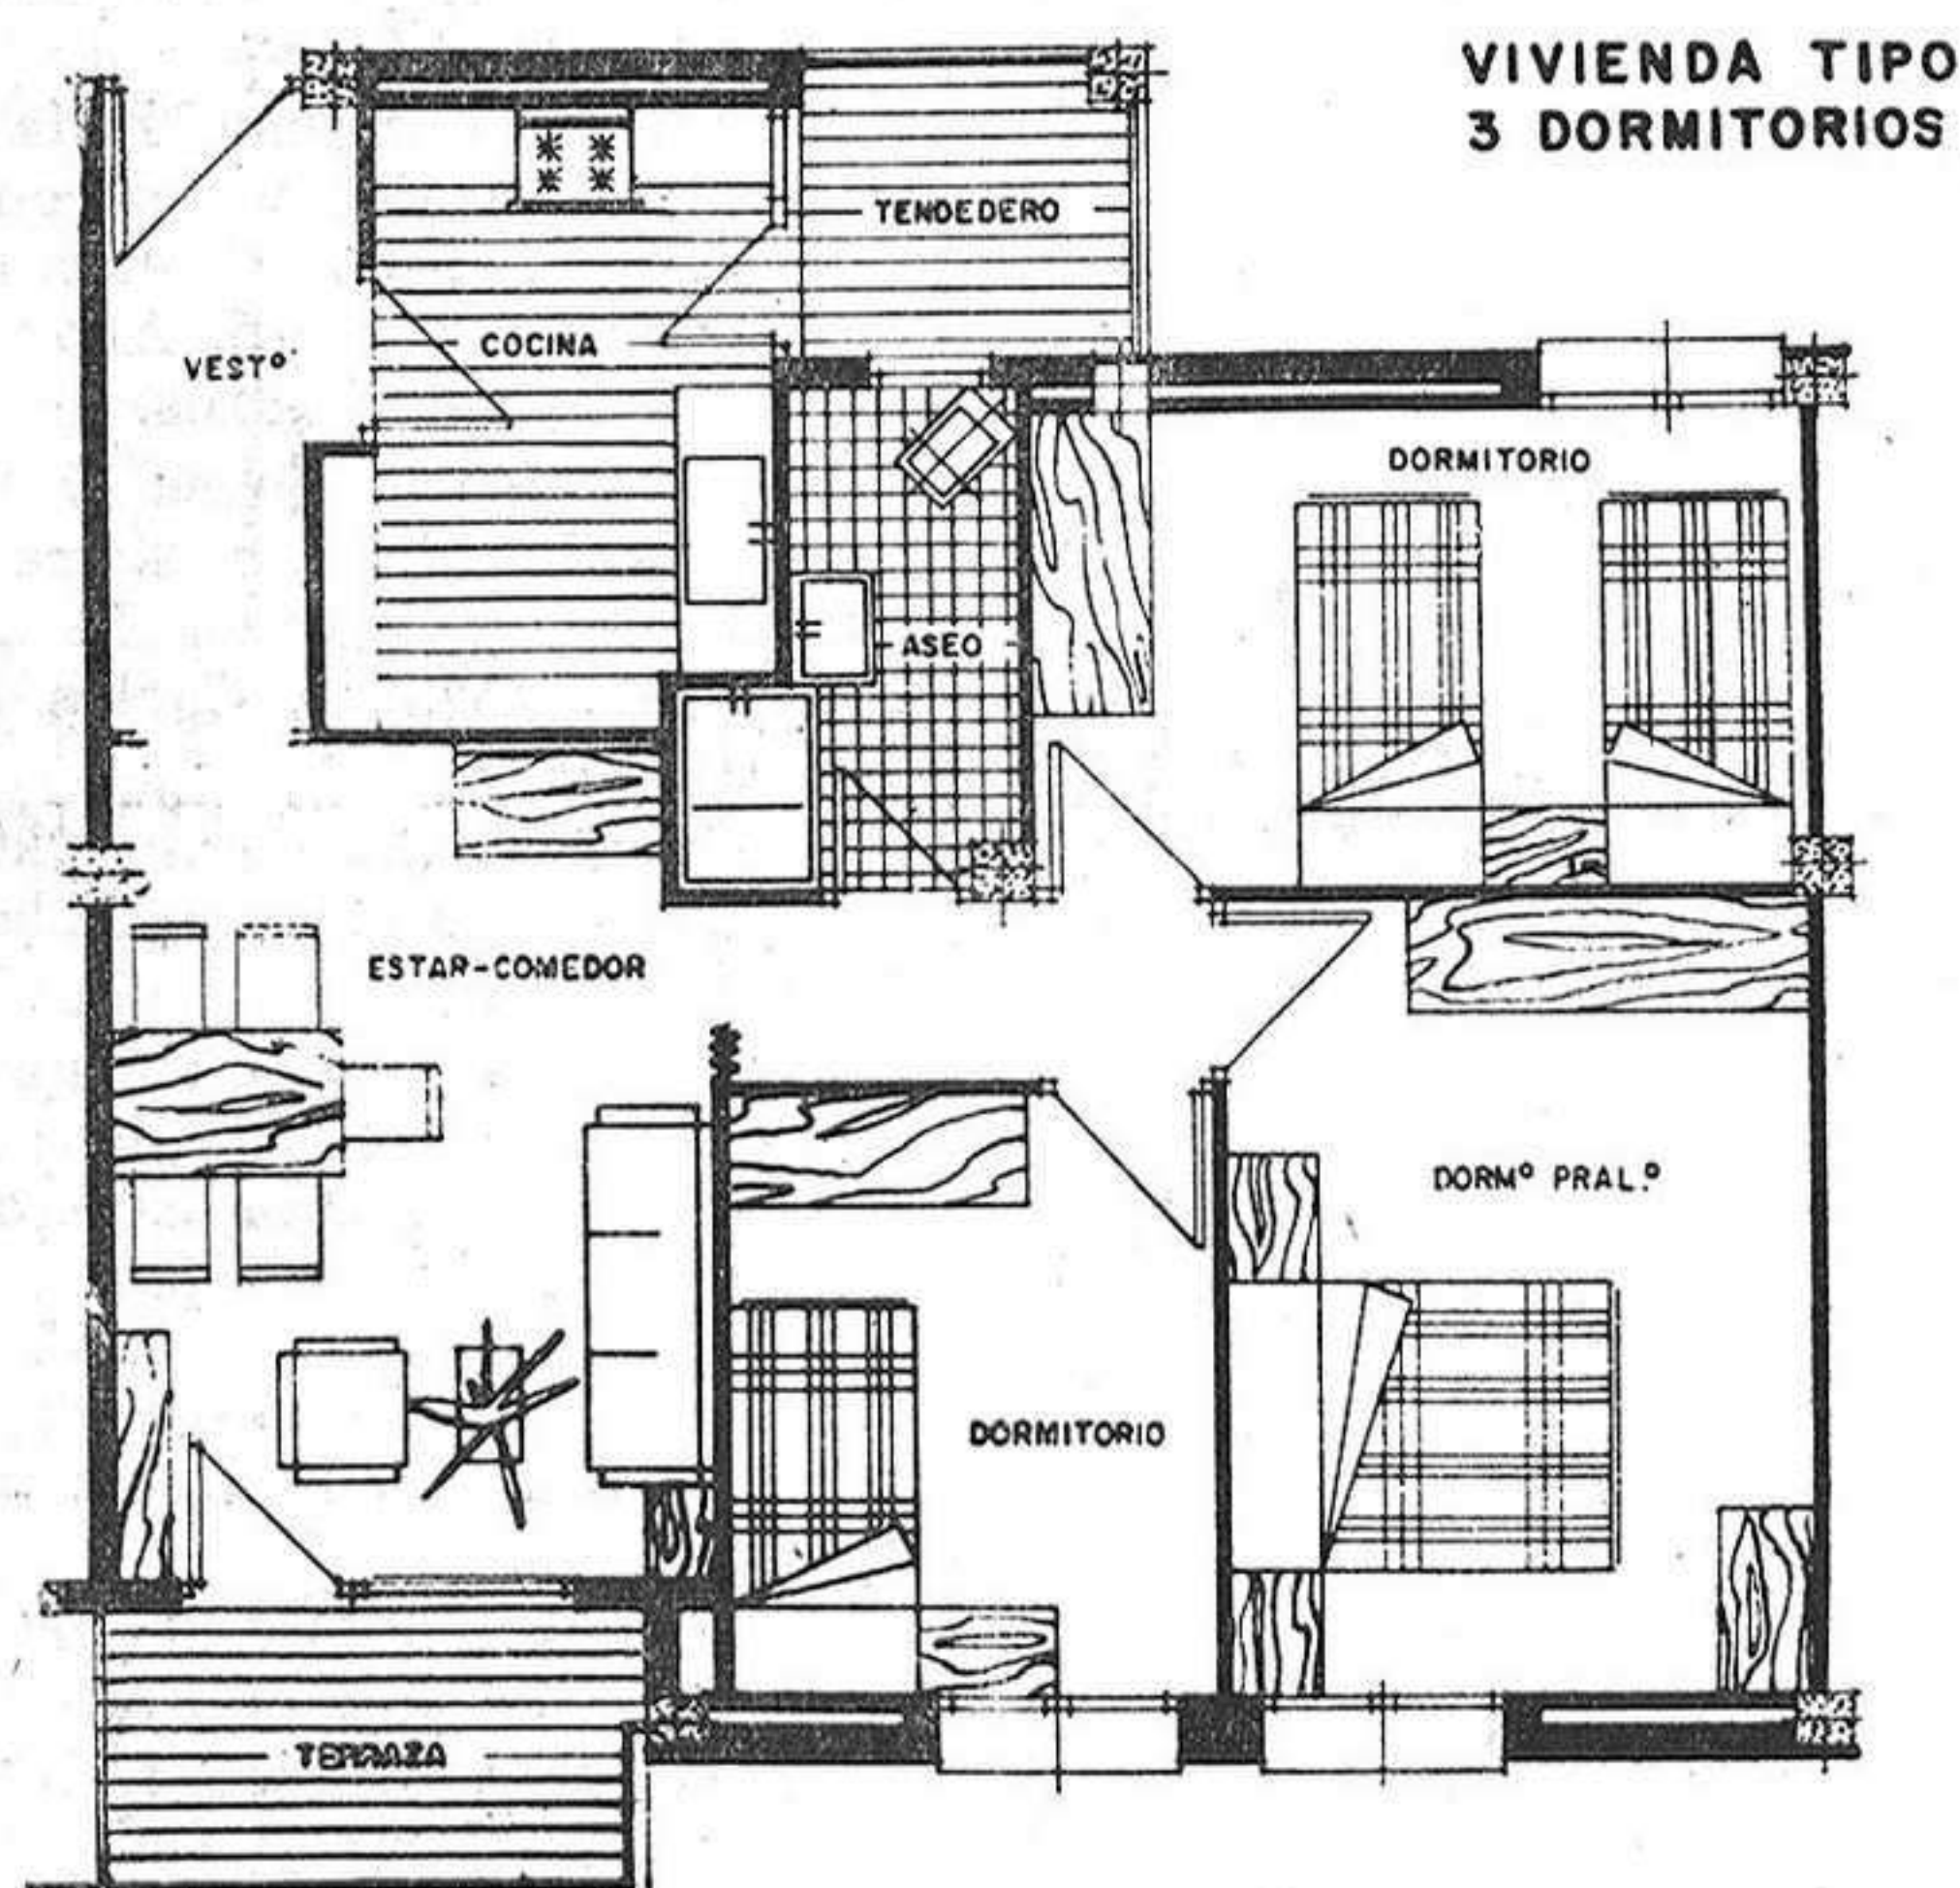 VIVIENDA TIPO
3 DORMITORIOS
TENDEDERO
COCINA
VESTº
DORMITORIO
ASEO
ESTAR-COMEDOR
DORMº PRAL.º
DORMITORIO
TERRAZA